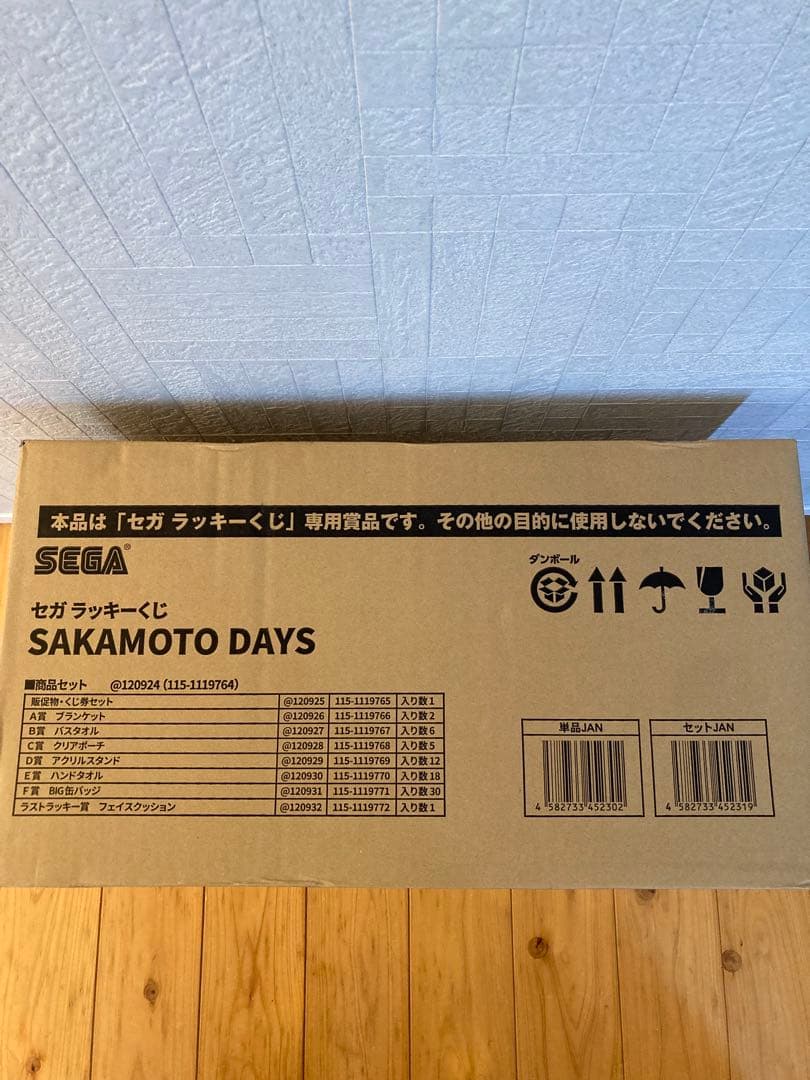 本品は「セガ ラッキーくじ」専用賞品です。その他の目的に使用しないでください。
SEGA®
ダンボール
セガ ラッキーくじ
SAKAMOTO DAYS
■商品セット @120924 (115-1119764)
販促物・くじ券セット @120925 115-1119765 入り数1
A賞 ブランケット @120926 115-1119766 入り数2
B賞 バスタオル @120927 115-1119767 入り数6
C賞 クリアポーチ @120928 115-1119768 入り数5
D賞 アクリルスタンド @120929 115-1119769 入り数12
E賞 ハンドタオル @120930 115-1119770 入り数18
F賞 BIG缶バッジ @120931 115-1119771 入り数30
ラストラッキー賞 フェイスクッション @120932 115-1119772 入り数1
単品JAN
4 582733 452302
セットJAN
4 582733 452319